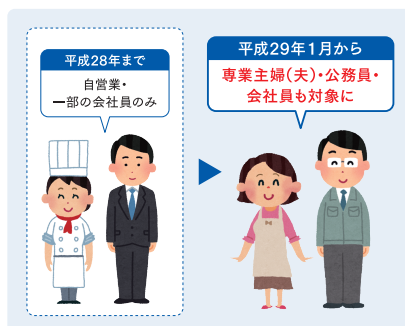 平成28年まで
自営業・
一部の会社員のみ
平成29年1月から
専業主婦(夫)・公務員・
会社員も対象に